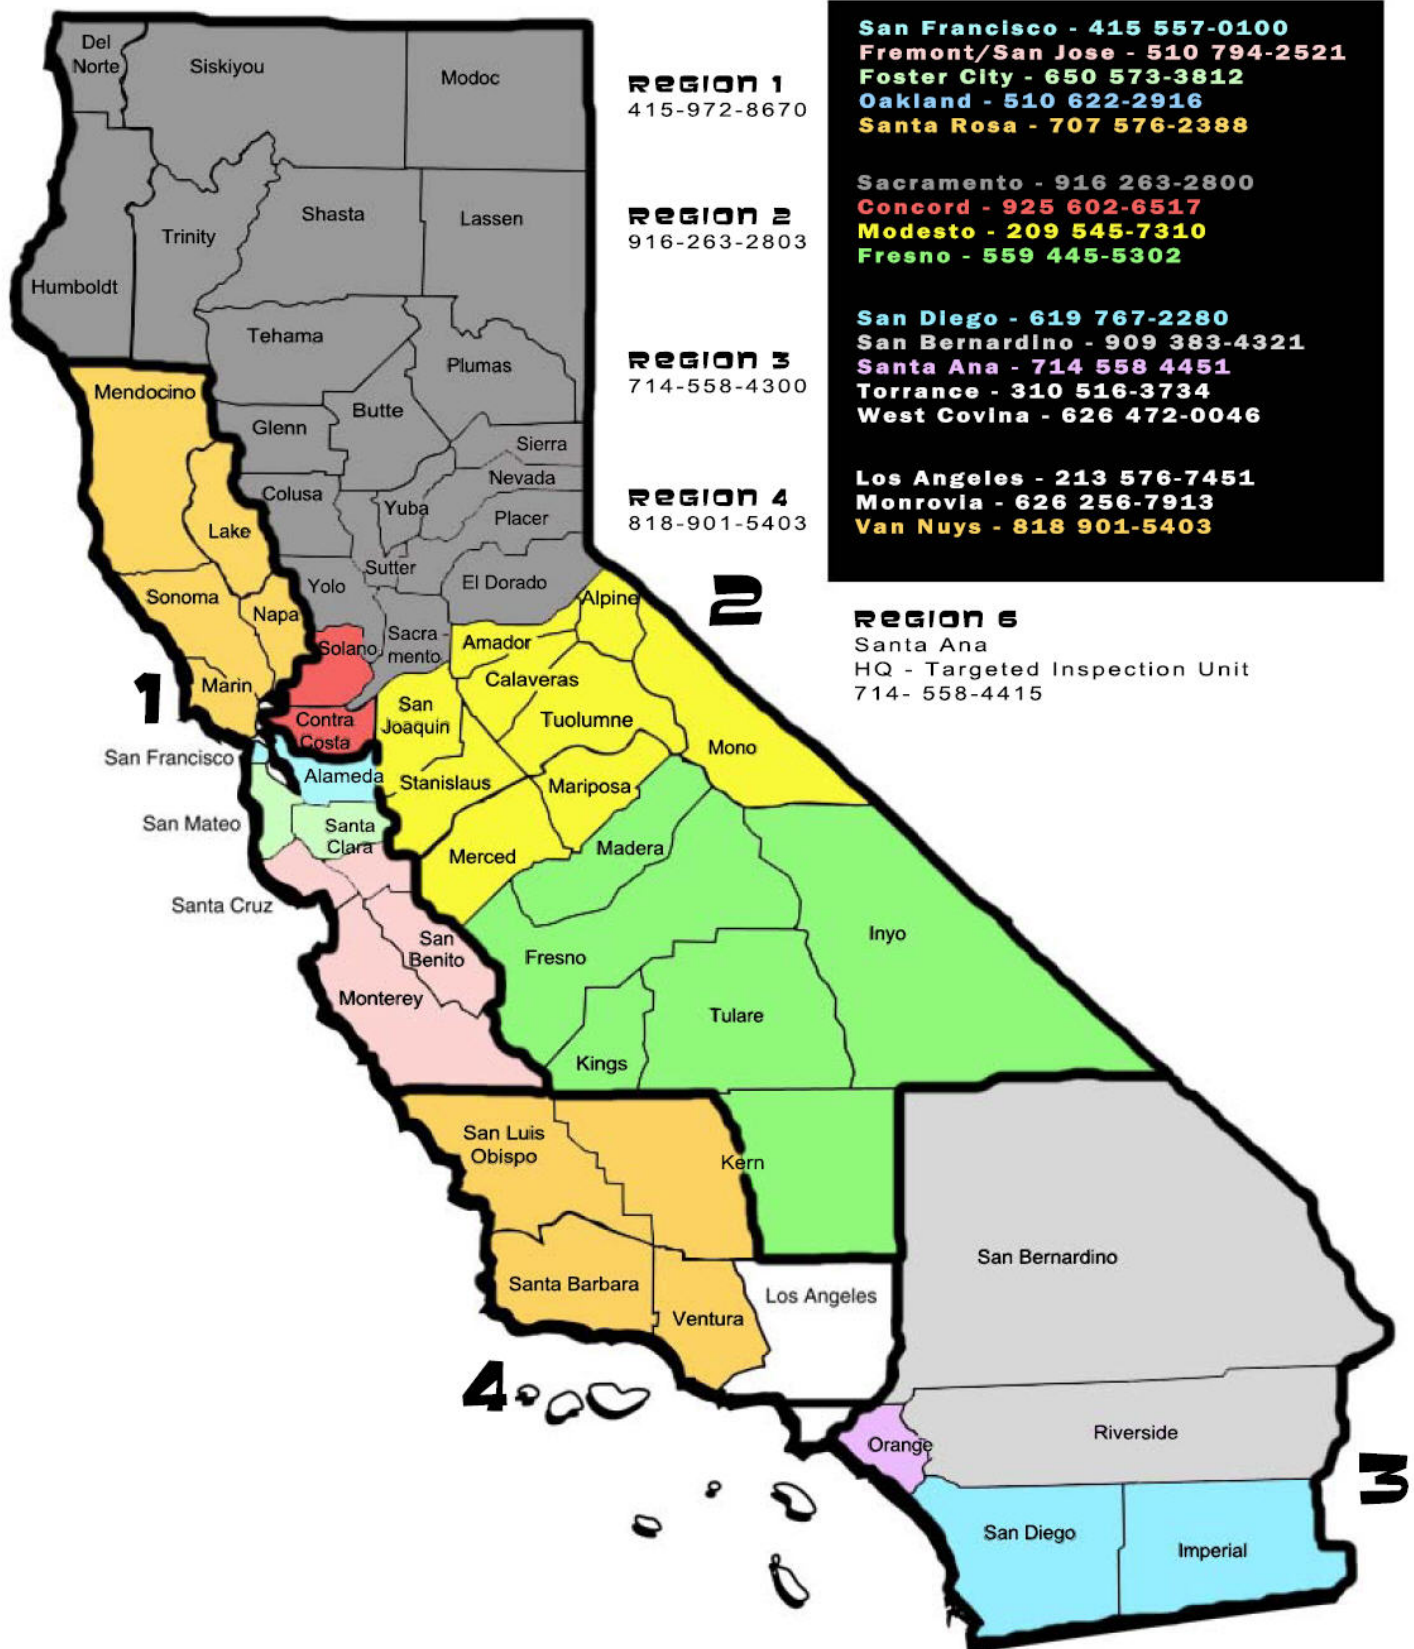 San Francisco - 415 557-0100
Fremont/San Jose - 510 794-2521
Foster City - 650 573-3812
Oakland - 510 622-2916
Santa Rosa - 707 576-2388
Sacramento - 916 263-2800
Concord - 925 602-6517
Modesto - 209 545-7310
Fresno - 559 445-5302
San Diego - 619 767-2280
San Bernardino - 909 383-4321
Santa Ana - 714 558 4451
Torrance - 310 516-3734
West Covina - 626 472-0046
Los Angeles - 213 576-7451
Monrovia - 626 256-7913
Van Nuys - 818 901-5403
REGION 1
415-972-8670
REGION 2
916-263-2803
REGION 3
714-558-4300
REGION 4
818-901-5403
REGION 6
Santa Ana
HQ - Targeted Inspection Unit
714- 558-4415
Del
Norte
Siskiyou
Modoc
Shasta
Lassen
Trinity
Humboldt
Tehama
Plumas
Mendocino
Butte
Glenn
Sierra
Nevada
Colusa
Yuba
Placer
Lake
Sutter
El Dorado
Yolo
Sonoma
Napa
Alpine
2
Sacra -
mento
Amador
Solano
Calaveras
Marin
1
San
Joaquin
Contra
Costa
Tuolumne
Mono
San Francisco
Alameda
Stanislaus
Mariposa
San Mateo
Santa
Clara
Merced
Madera
Santa Cruz
Inyo
San
Benito
Fresno
Monterey
Tulare
Kings
San Luis
Obispo
Kern
San Bernardino
Santa Barbara
Los Angeles
Ventura
4
Orange
Riverside
3
San Diego
Imperial